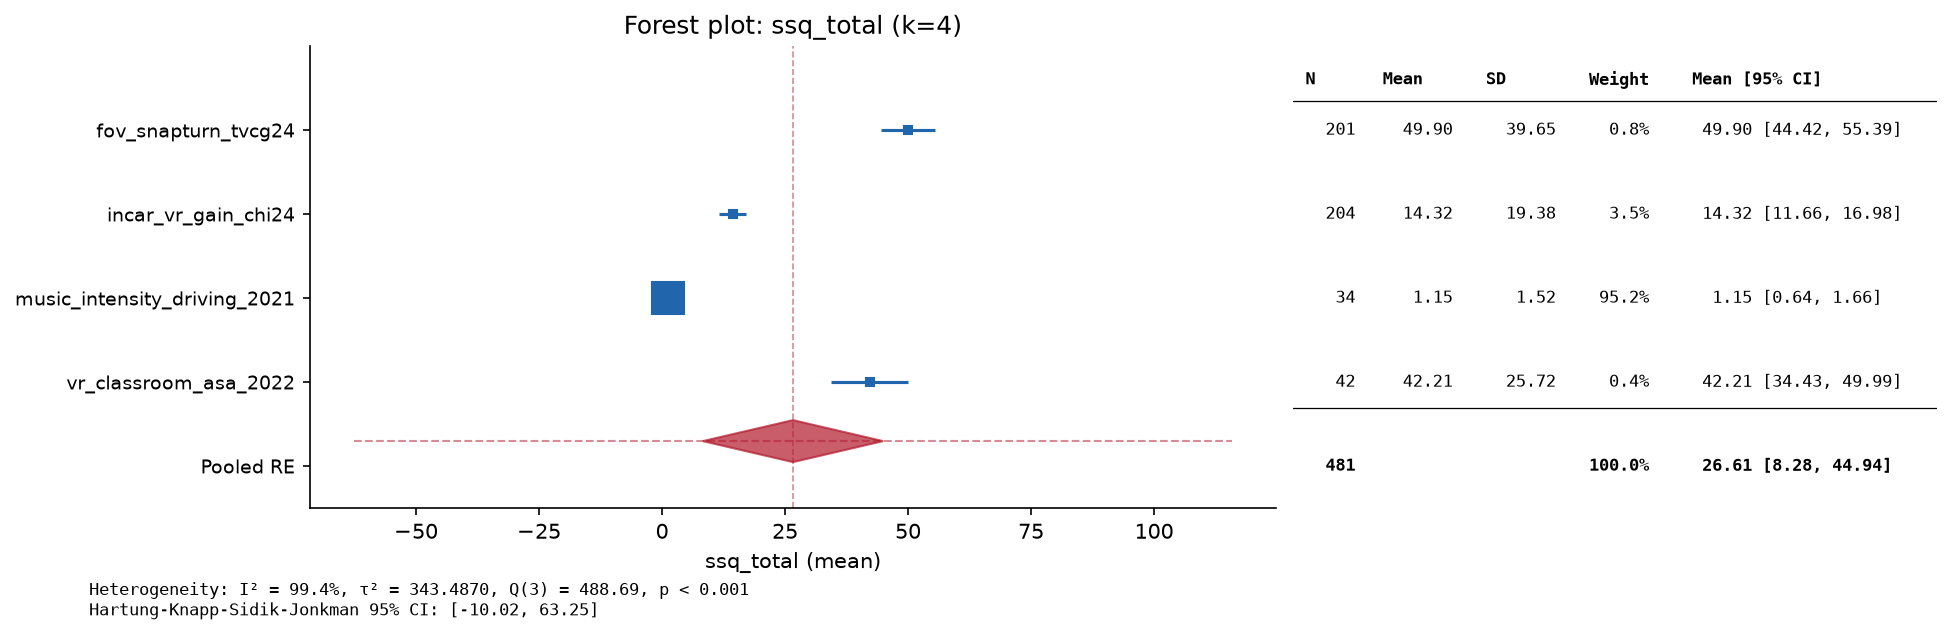 Forest plot: ssq_total (k=4)
N Mean SD Weight Mean [95% CI]
fov_snapturn_tvcg24 201 49.90 39.65 0.8% 49.90 [44.42, 55.39]
incar_vr_gain_chi24 204 14.32 19.38 3.5% 14.32 [11.66, 16.98]
music_intensity_driving_2021 34 1.15 1.52 95.2% 1.15 [0.64, 1.66]
vr_classroom_asa_2022 42 42.21 25.72 0.4% 42.21 [34.43, 49.99]
Pooled RE 481 100.0% 26.61 [8.28, 44.94]
−50 −25 0 25 50 75 100
ssq_total (mean)
Heterogeneity: I² = 99.4%, τ² = 343.4870, Q(3) = 488.69, p < 0.001
Hartung-Knapp-Sidik-Jonkman 95% CI: [-10.02, 63.25]